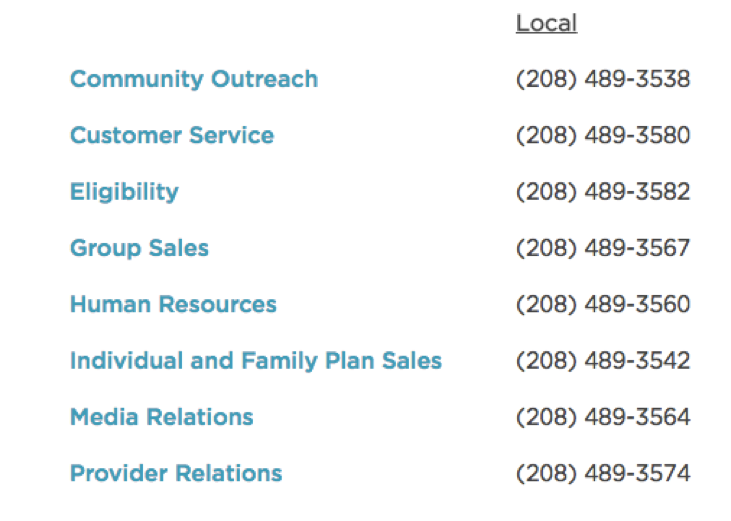 Local
Community Outreach (208) 489-3538
Customer Service (208) 489-3580
Eligibility (208) 489-3582
Group Sales (208) 489-3567
Human Resources (208) 489-3560
Individual and Family Plan Sales (208) 489-3542
Media Relations (208) 489-3564
Provider Relations (208) 489-3574